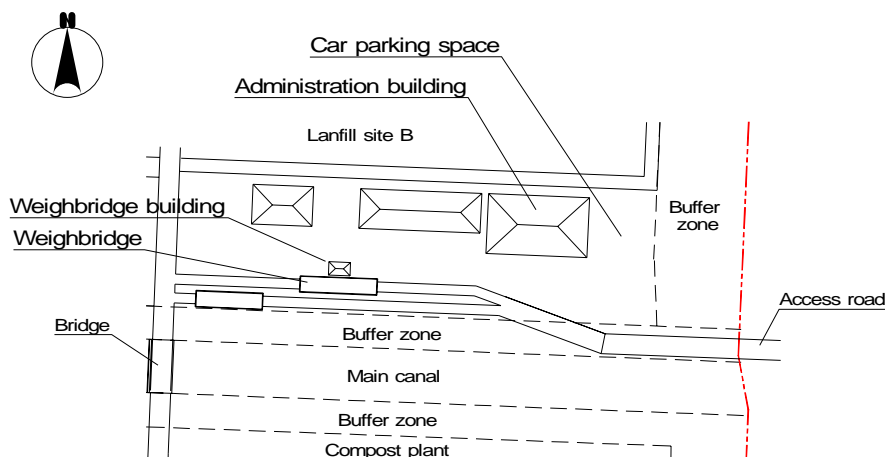 N
Car parking space
Administration building
Lanfill site B
Weighbridge building
Weighbridge
Buffer
zone
Access road
Bridge
Buffer zone
Main canal
Buffer zone
Compost plant